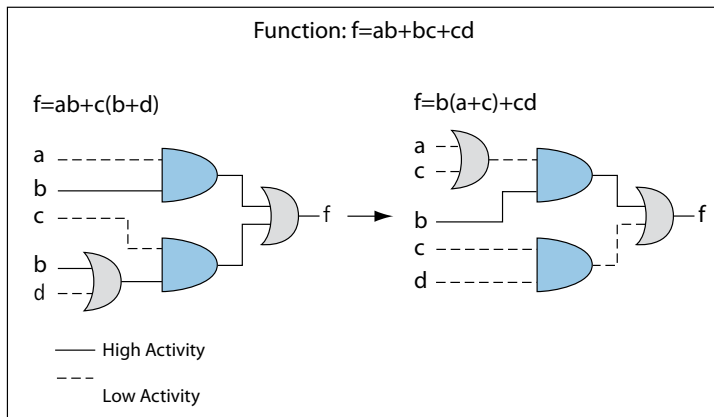 Function: f=ab+bc+cd
f=ab+c(b+d)
a
b
c
b
d
f
High Activity
Low Activity
f=b(a+c)+cd
a
c
b
c
d
f